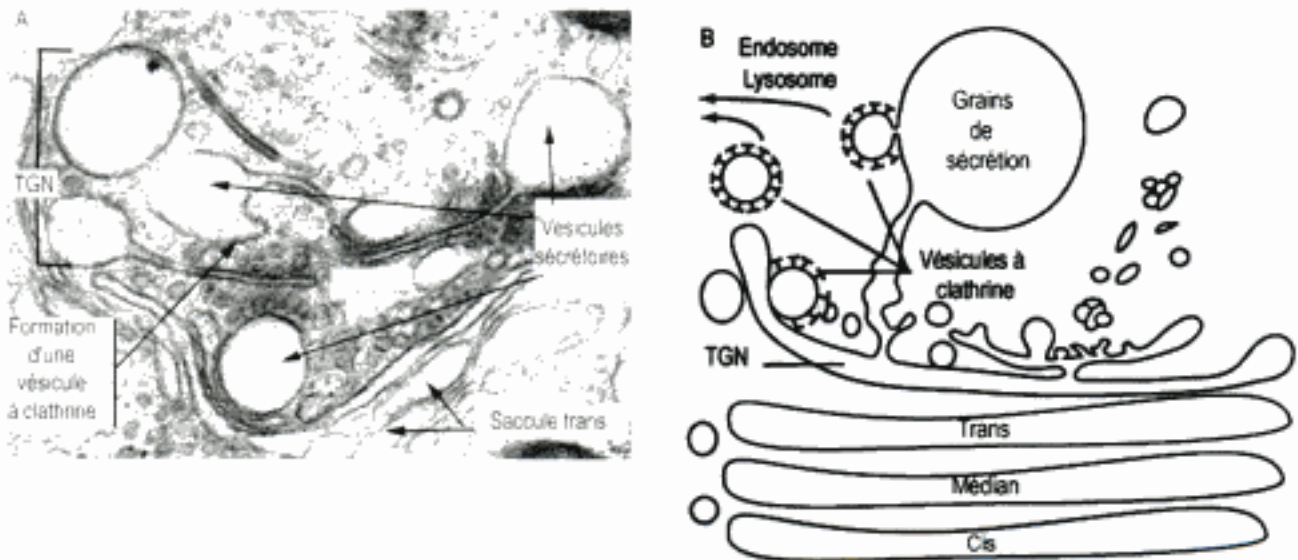 A
TGN
Vesicules
sécrétoires
Formation
d'une
vésicule
à clathrine
Saccule trans
B
Endosome
Lysosome
Grains
de
sécrétion
Vésicules à
clathrine
TGN
Trans
Médian
Cis